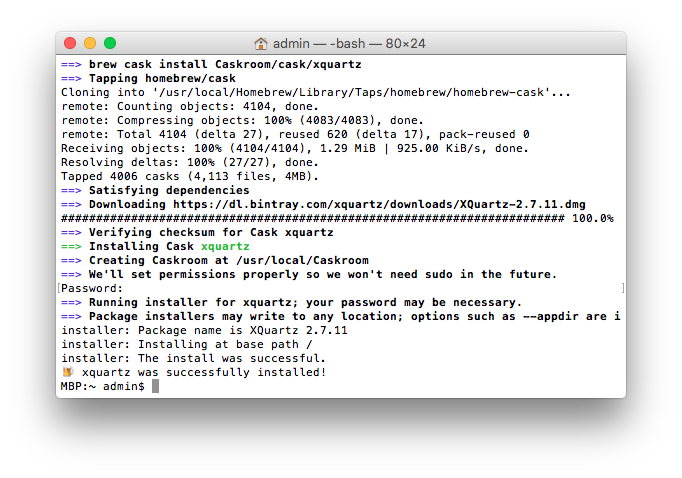 admin — -bash — 80×24
==> brew cask install Caskroom/cask/xquartz
==> Tapping homebrew/cask
Cloning into '/usr/local/Homebrew/Library/Taps/homebrew/homebrew-cask'...
remote: Counting objects: 4104, done.
remote: Compressing objects: 100% (4083/4083), done.
remote: Total 4104 (delta 27), reused 620 (delta 17), pack-reused 0
Receiving objects: 100% (4104/4104), 1.29 MiB | 925.00 KiB/s, done.
Resolving deltas: 100% (27/27), done.
Tapped 4006 casks (4,113 files, 4MB).
==> Satisfying dependencies
==> Downloading https://dl.bintray.com/xquartz/downloads/XQuartz-2.7.11.dmg
######################################################################## 100.0%
==> Verifying checksum for Cask xquartz
==> Installing Cask xquartz
==> Creating Caskroom at /usr/local/Caskroom
==> We'll set permissions properly so we won't need sudo in the future.
[Password: ]
==> Running installer for xquartz; your password may be necessary.
==> Package installers may write to any location; options such as --appdir are i
installer: Package name is XQuartz 2.7.11
installer: Installing at base path /
installer: The install was successful.
🍺 xquartz was successfully installed!
MBP:~ admin$